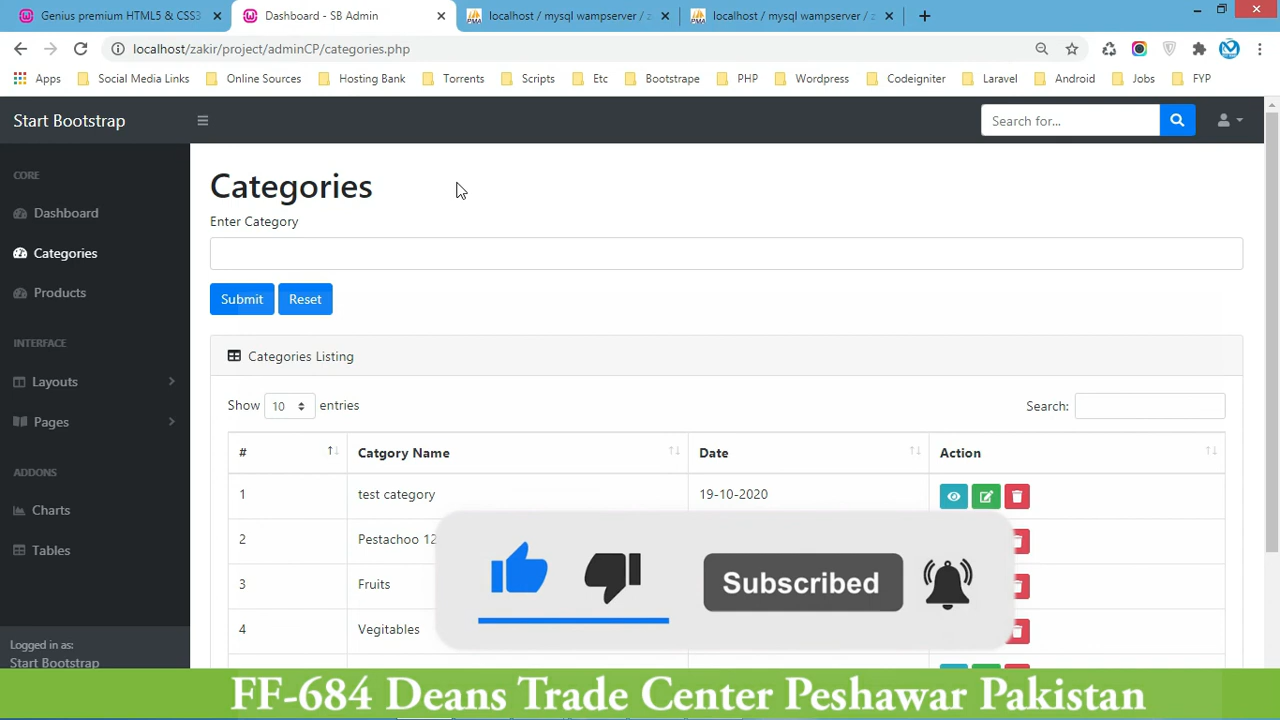 Genius premium HTML5 & CSS3
Dashboard - SB Admin
localhost / mysql wampserver / z
localhost / mysql wampserver / z
localhost/zakir/project/adminCP/categories.php
Apps
Social Media Links
Online Sources
Hosting Bank
Torrents
Scripts
Etc
Bootstrape
PHP
Wordpress
Codeigniter
Laravel
Android
Jobs
FYP
Start Bootstrap
Search for...
CORE
Dashboard
Categories
Products
INTERFACE
Layouts
Pages
ADDONS
Charts
Tables
Logged in as:
Start Bootstrap
Categories
Enter Category
Submit
Reset
Categories Listing
Show 10 entries
Search:
# Catgory Name Date Action
1 test category 19-10-2020
2 Pestachoo 12
3 Fruits
4 Vegitables
Subscribed
FF-684 Deans Trade Center Peshawar Pakistan